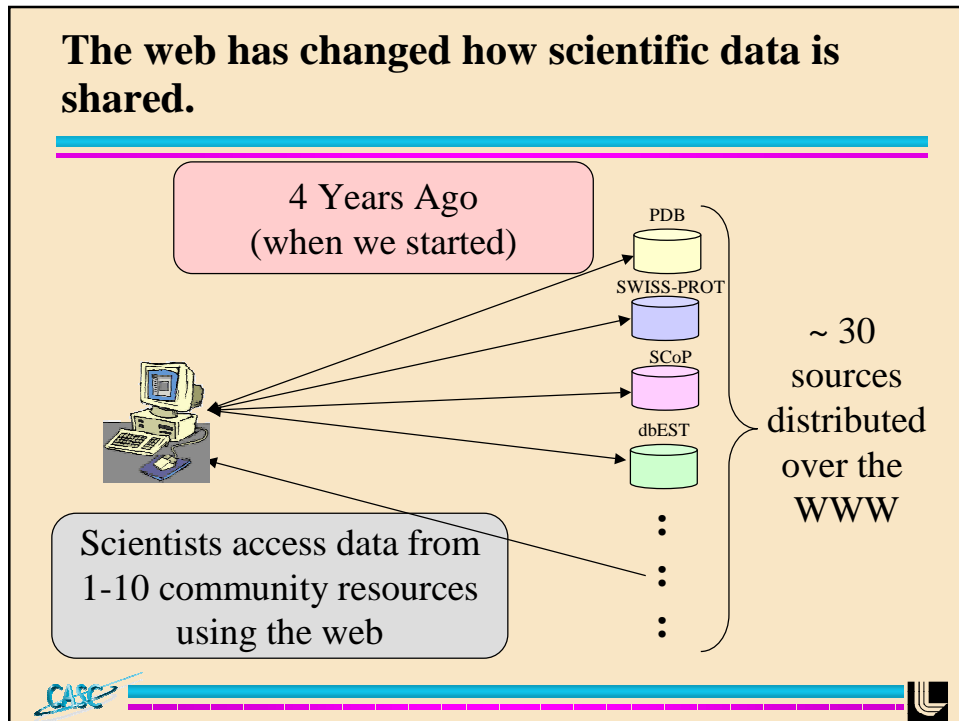 The web has changed how scientific data is
shared.
4 Years Ago
(when we started)
PDB
SWISS-PROT
SCoP
dbEST
~ 30
sources
distributed
over the
WWW
Scientists access data from
1-10 community resources
using the web
CASC